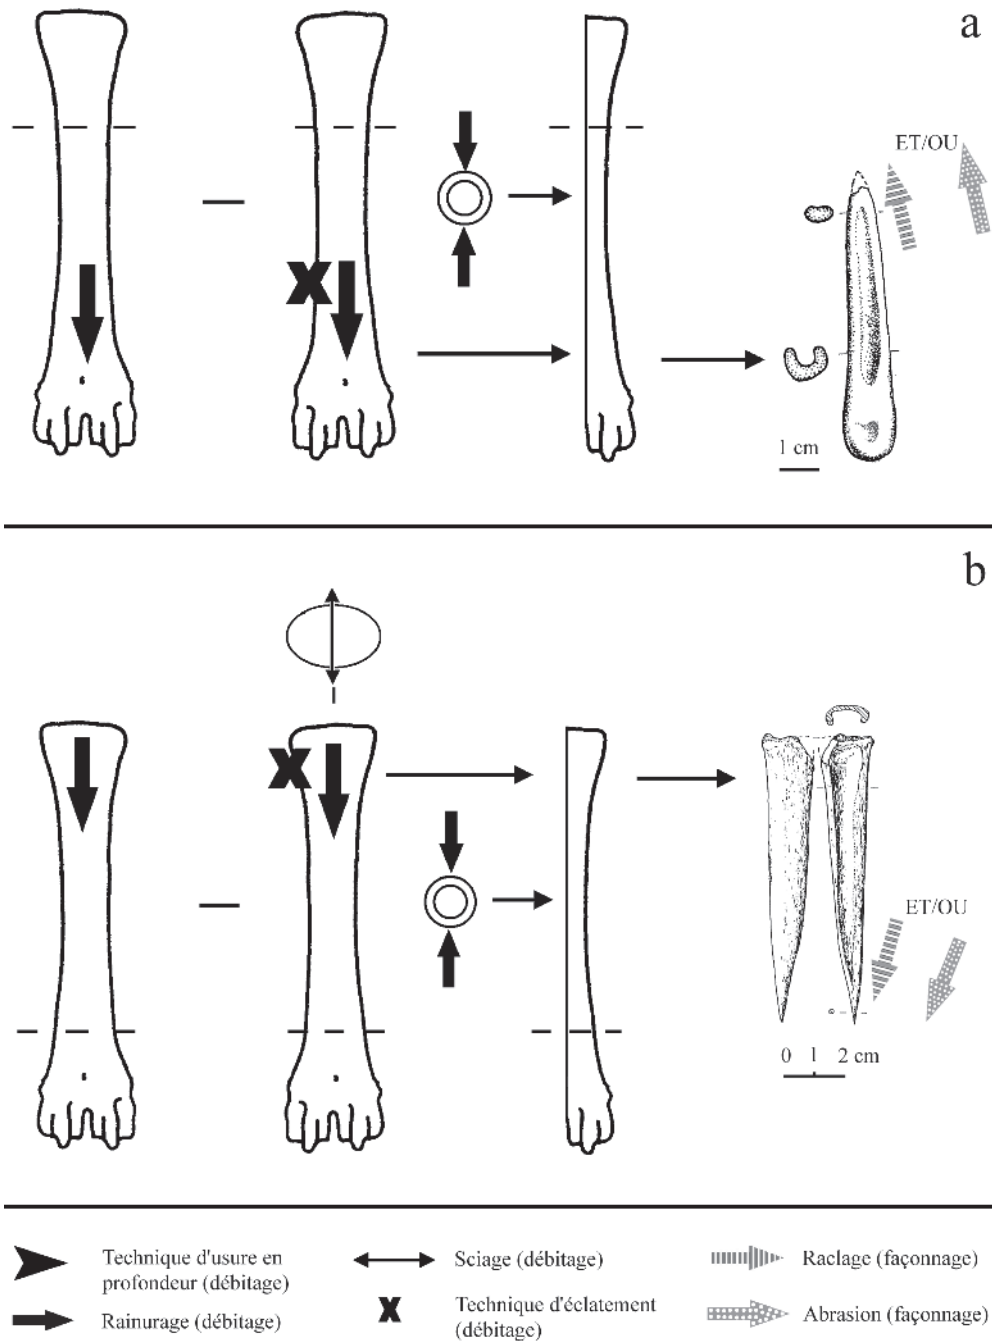 a
ET/OU
1 cm
b
ET/OU
0 1 2 cm
Technique d'usure en
profondeur (débitage)
Rainurage (débitage)
Sciage (débitage)
Technique d'éclatement
(débitage)
Raclage (façonnage)
Abrasion (façonnage)